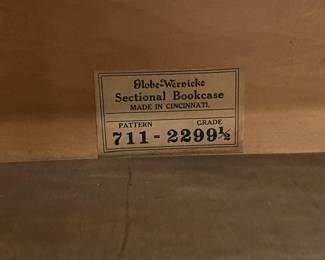 Globe-Wernicke
Sectional Bookcase
MADE IN CINCINNATI.
PATTERN GRADE
711 - 2299½